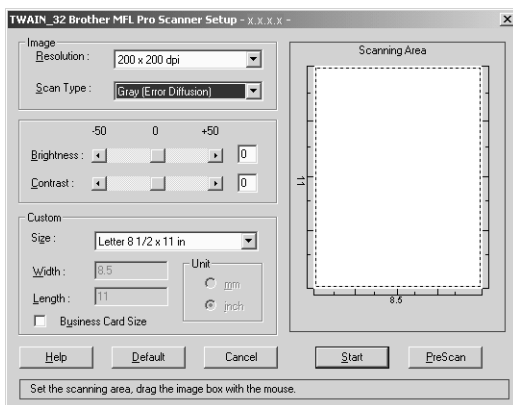 TWAIN_32 Brother MFL Pro Scanner Setup - x.x.x.x -
Image
Resolution : 200 x 200 dpi
Scan Type : Gray (Error Diffusion)
-50 0 +50
Brightness : 0
Contrast : 0
Custom
Size : Letter 8 1/2 x 11 in
Width : 8.5
Length : 11
Unit
mm
inch
Business Card Size
Scanning Area
11
8.5
Help Default Cancel Start PreScan
Set the scanning area, drag the image box with the mouse.